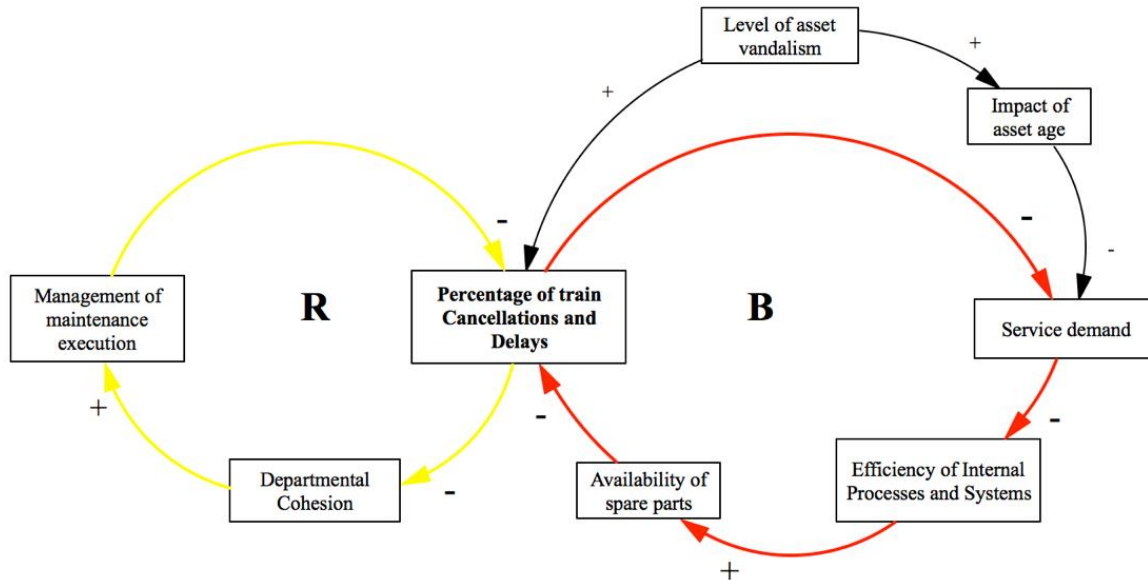 Level of asset
vandalism
+
+
Impact of
asset age
-
-
-
Management of
maintenance
execution
R
Percentage of train
Cancellations and
Delays
B
Service demand
+
-
-
-
Departmental
Cohesion
Availability of
spare parts
Efficiency of Internal
Processes and Systems
+